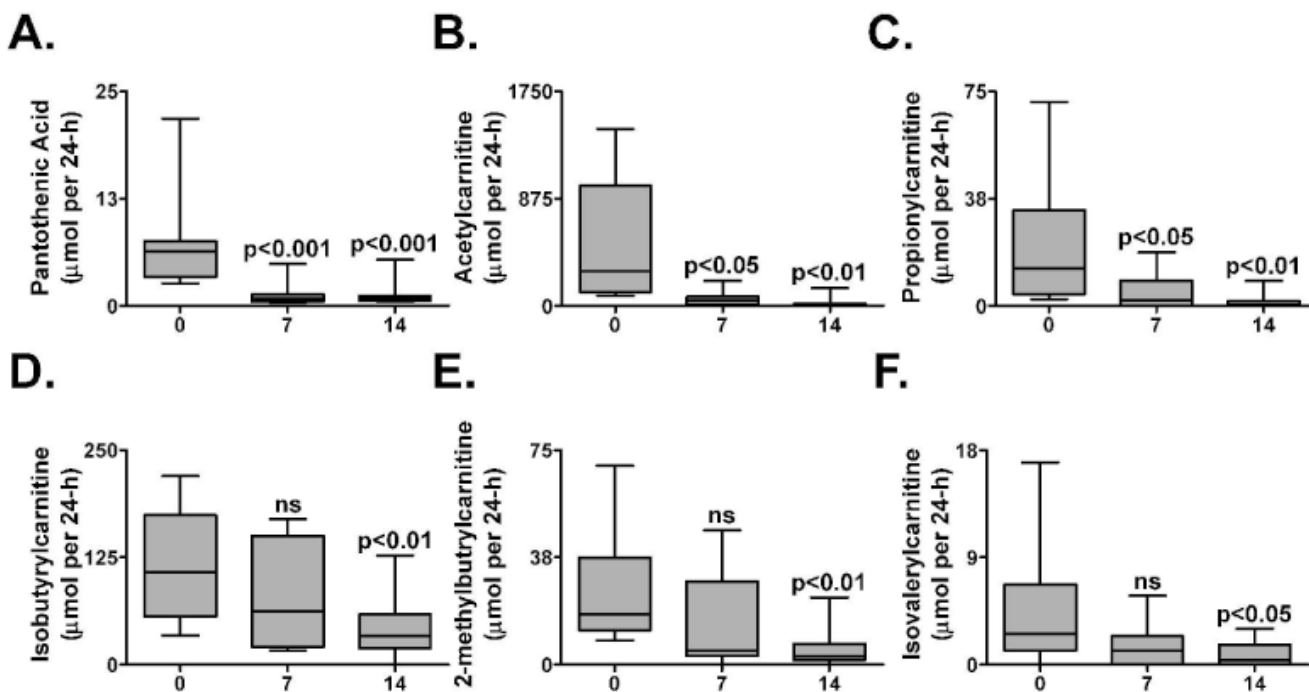 A.
B.
C.
Pantothenic Acid
(μmol per 24-h)
25
13
0
p<0.001
p<0.001
0
7
14
Acetylcarnitine
(μmol per 24-h)
1750
875
0
p<0.05
p<0.01
0
7
14
Propionylcarnitine
(μmol per 24-h)
75
38
0
p<0.05
p<0.01
0
7
14
D.
E.
F.
Isobutyrylcarnitine
(μmol per 24-h)
250
125
0
ns
p<0.01
0
7
14
2-methylbutrylcarnitine
(μmol per 24-h)
75
38
0
ns
p<0.01
0
7
14
Isovalerylcarnitine
(μmol per 24-h)
18
9
0
ns
p<0.05
0
7
14